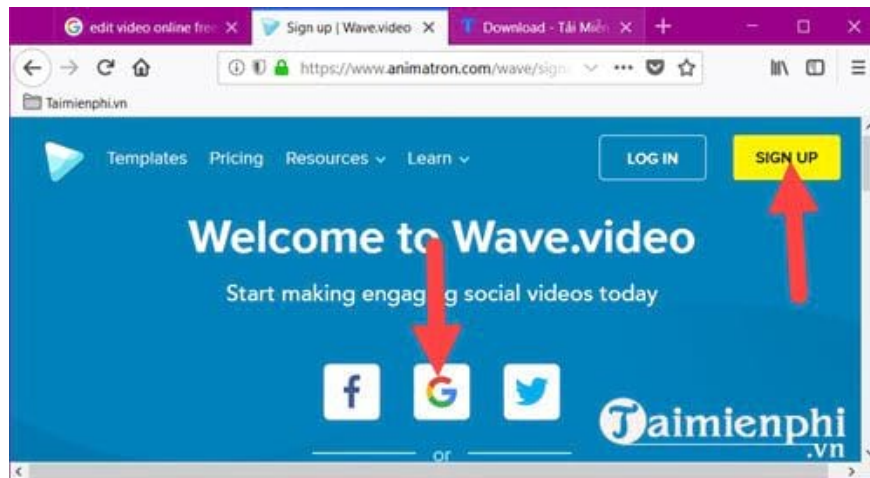 edit video online free
Sign up | Wave.video
Download - Tải Miễn
https://www.animatron.com/wave/sign
Taimienphi.vn
Templates Pricing Resources Learn LOG IN SIGN UP
Welcome to Wave.video
Start making engaging social videos today
f G
or
Taimienphi
.vn